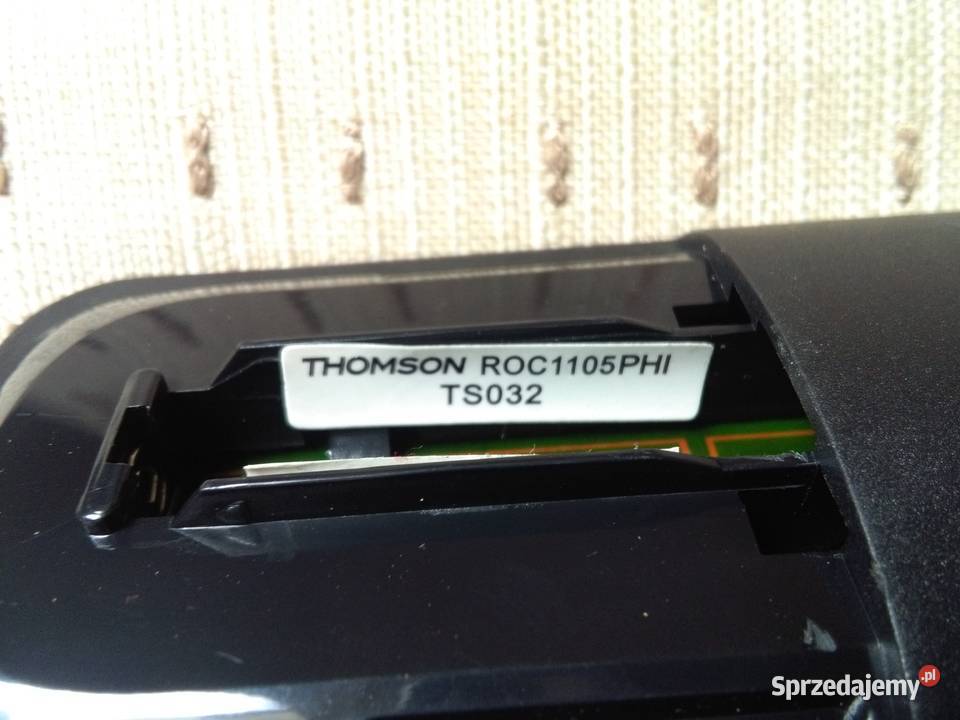 THOMSON ROC1105PHI
TS032
Sprzedajemy.pl